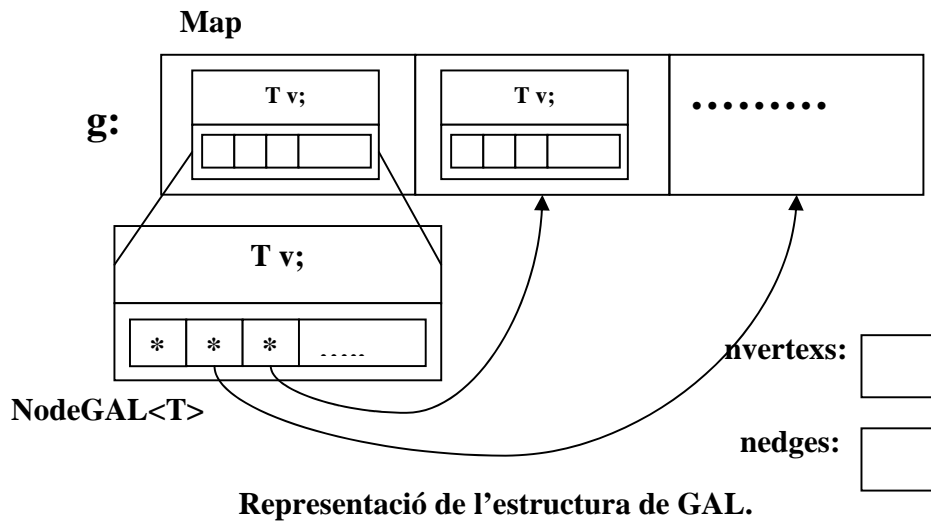 Map
T v;
T v;
.........
g:
T v;
* * * .....
nvertexs:
NodeGAL<T>
nedges:
Representació de l’estructura de GAL.